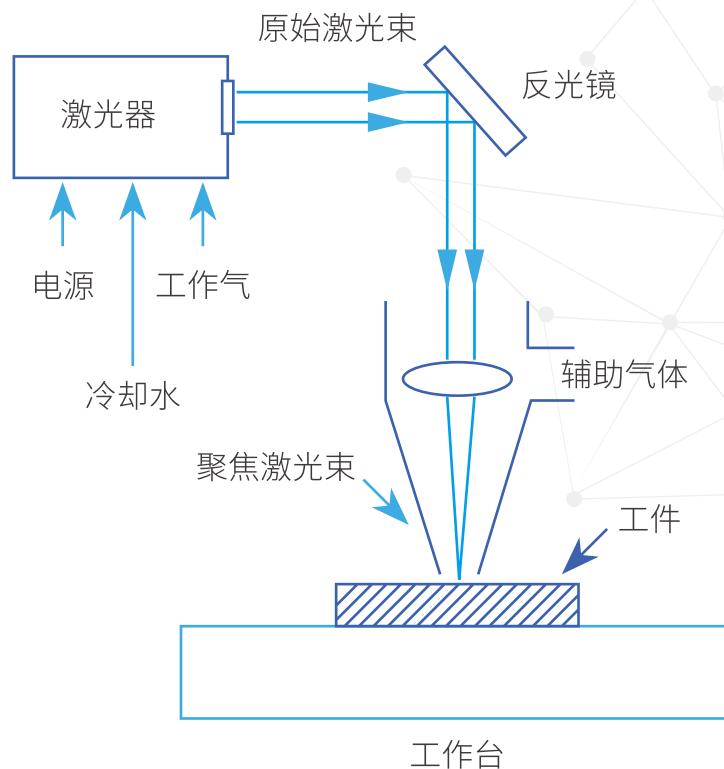 原始激光束
反光镜
激光器
电源
工作气
冷却水
辅助气体
聚焦激光束
工件
工作台